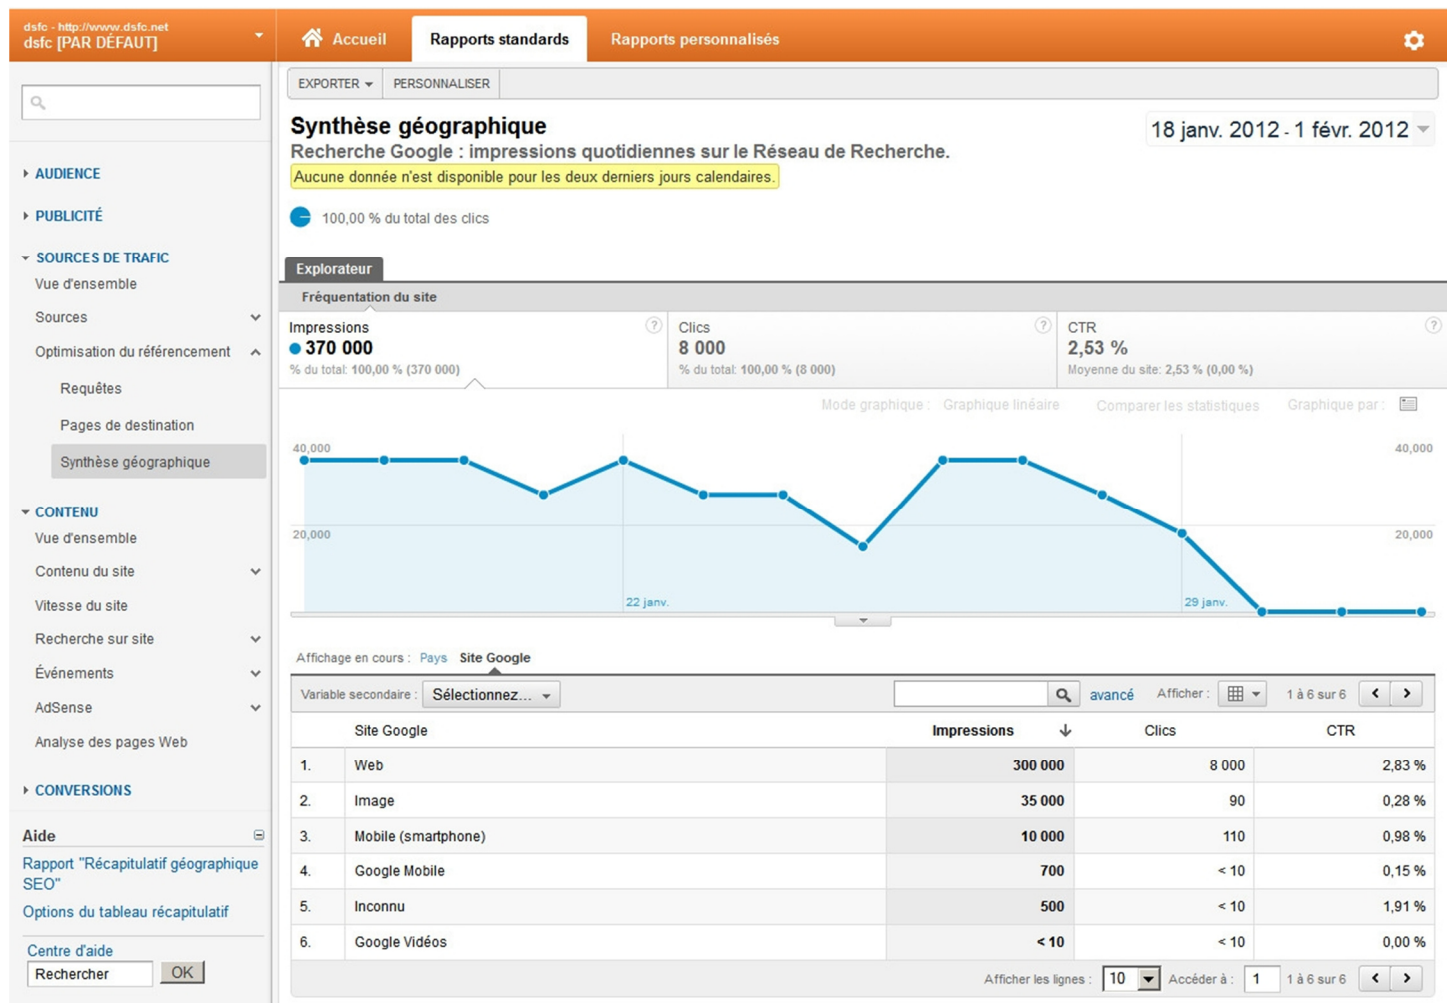 dsfc - http://www.dsfc.net
dsfc [PAR DÉFAUT]
Accueil
Rapports standards
Rapports personnalisés
EXPORTER
PERSONNALISER
Synthèse géographique
18 janv. 2012 - 1 févr. 2012
Recherche Google : impressions quotidiennes sur le Réseau de Recherche.
Aucune donnée n'est disponible pour les deux derniers jours calendaires.
100,00 % du total des clics
AUDIENCE
PUBLICITÉ
SOURCES DE TRAFIC
Vue d'ensemble
Sources
Optimisation du référencement
Requêtes
Pages de destination
Synthèse géographique
CONTENU
Vue d'ensemble
Contenu du site
Vitesse du site
Recherche sur site
Événements
AdSense
Analyse des pages Web
CONVERSIONS
Aide
Rapport "Récapitulatif géographique
SEO"
Options du tableau récapitulatif
Centre d'aide
Rechercher OK
Explorateur
Fréquentation du site
Impressions
370 000
% du total: 100,00 % (370 000)
Clics
8 000
% du total: 100,00 % (8 000)
CTR
2,53 %
Moyenne du site: 2,53 % (0,00 %)
Mode graphique : Graphique linéaire Comparer les statistiques Graphique par :
40,000 40,000
20,000 20,000
22 janv. 29 janv.
Affichage en cours : Pays Site Google
Variable secondaire : Sélectionnez... avancé Afficher : 1 à 6 sur 6
Site Google Impressions Clics CTR
1. Web 300 000 8 000 2,83 %
2. Image 35 000 90 0,28 %
3. Mobile (smartphone) 10 000 110 0,98 %
4. Google Mobile 700 < 10 0,15 %
5. Inconnu 500 < 10 1,91 %
6. Google Vidéos < 10 < 10 0,00 %
Afficher les lignes : 10 Accéder à : 1 1 à 6 sur 6